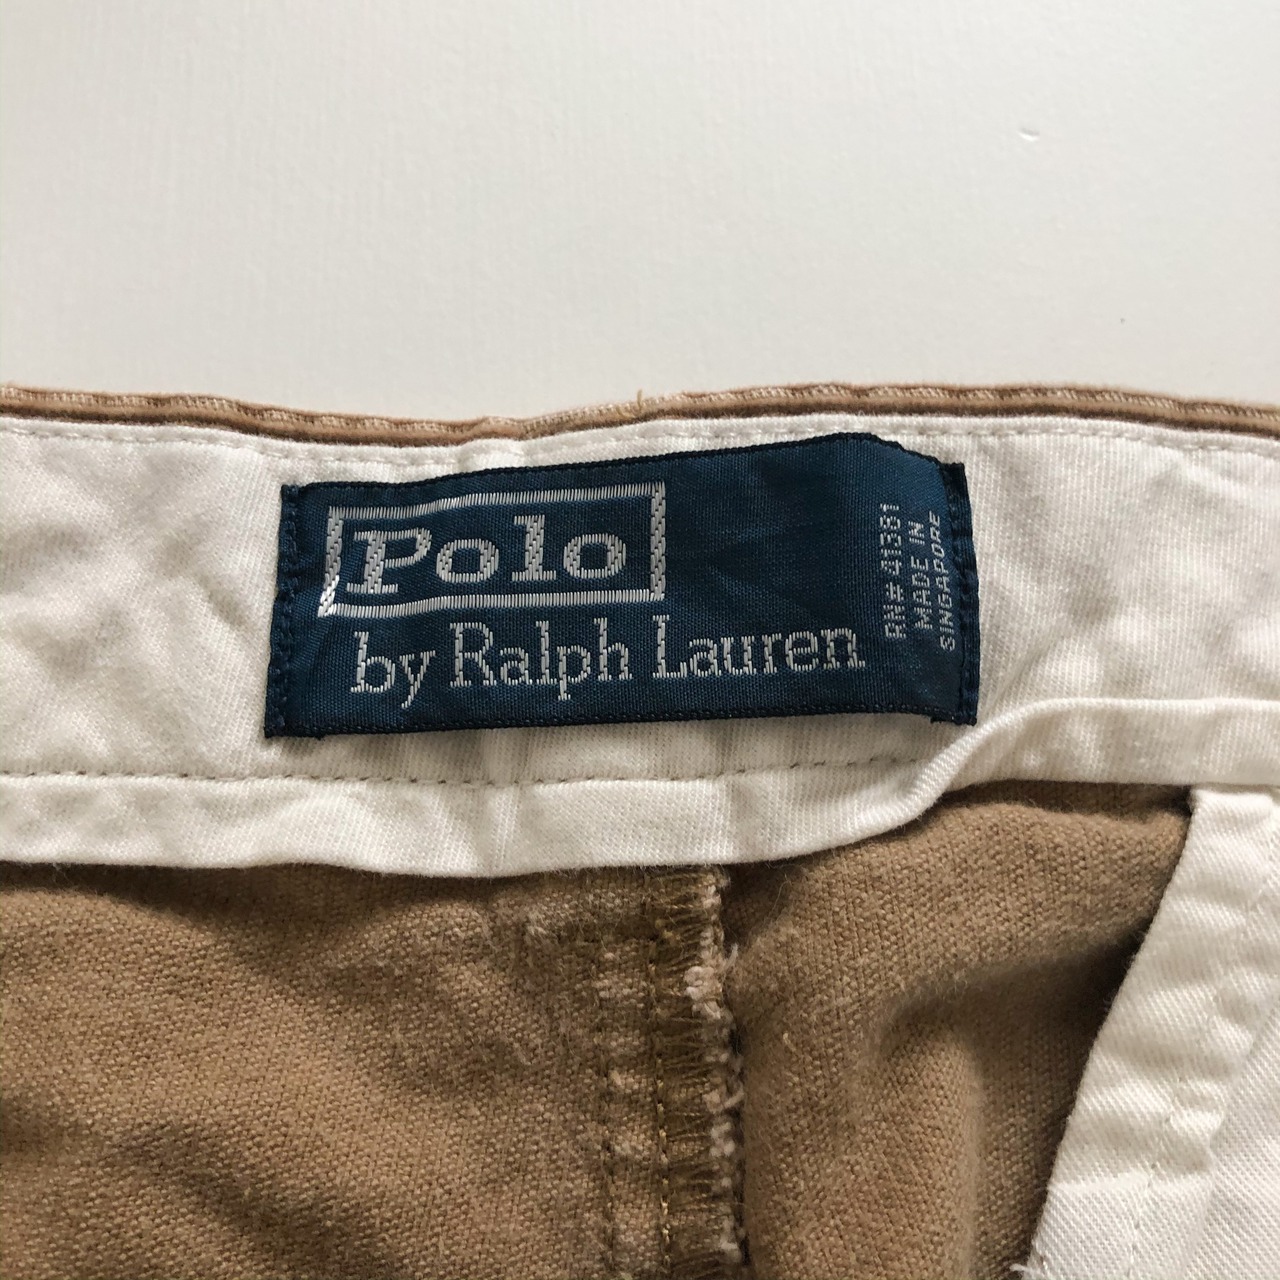 Polo
by Ralph Lauren
RN# 41381
MADE IN
SINGAPORE